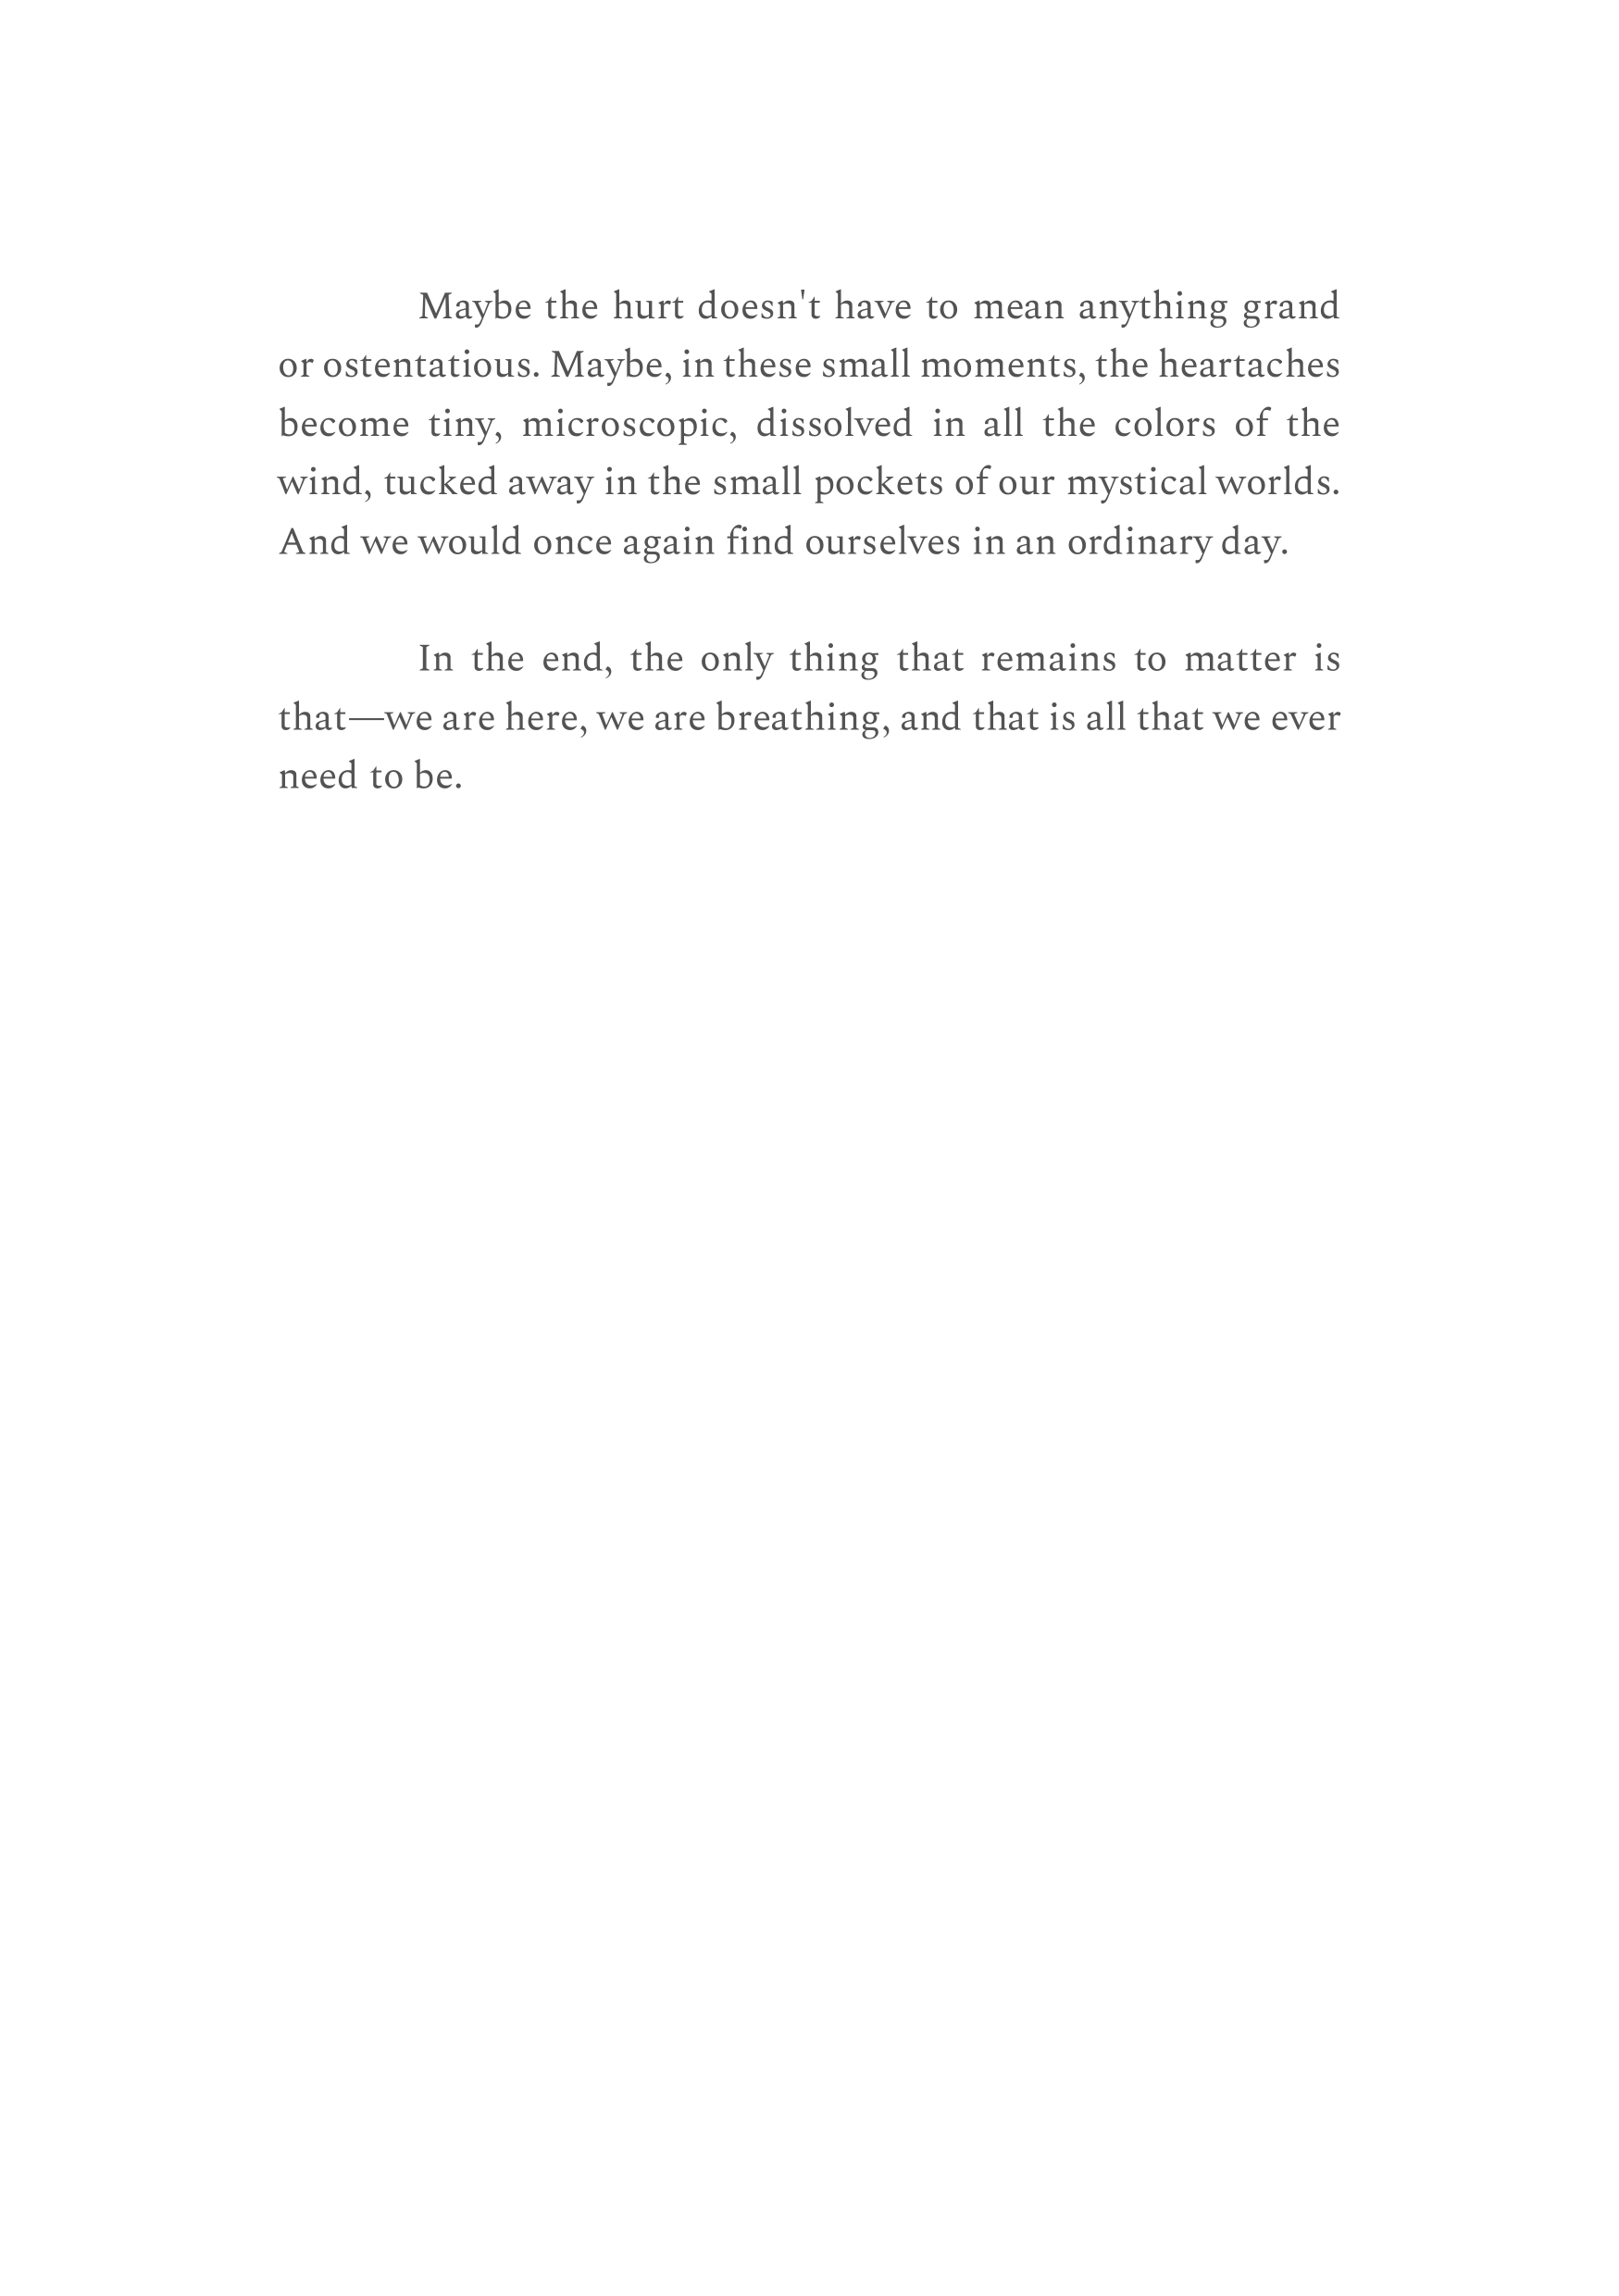 Maybe the hurt doesn't have to mean anything grand
or ostentatious. Maybe, in these small moments, the heartaches
become tiny, microscopic, dissolved in all the colors of the
wind, tucked away in the small pockets of our mystical worlds.
And we would once again find ourselves in an ordinary day.
In the end, the only thing that remains to matter is
that—we are here, we are breathing, and that is all that we ever
need to be.